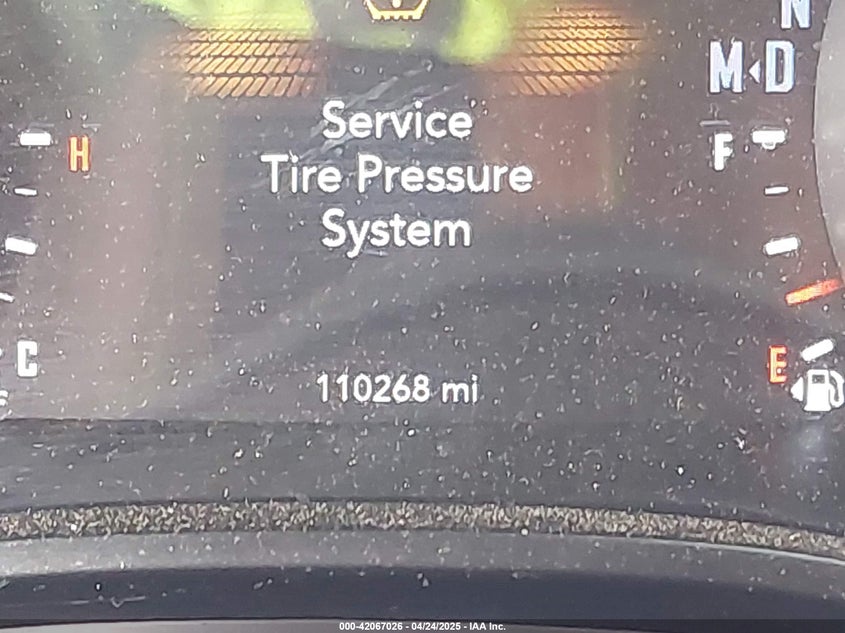 N
M D
Service
H
F
Tire Pressure
System
C
E
110268 mi
000-42067026 - 04/24/2025 - IAA Inc.